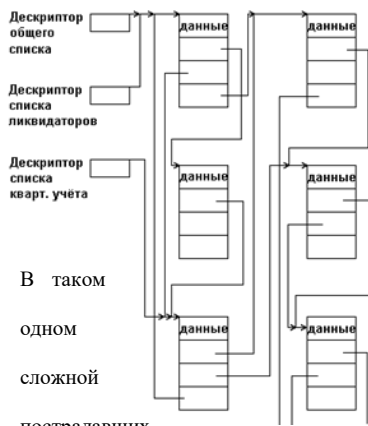 Дескриптор
общего
списка
Дескриптор
списка
ликвидаторов
Дескриптор
списка
кварт. учёта
данные
данные
данные
данные
данные
данные
В таком
одном
сложной
пострадавших